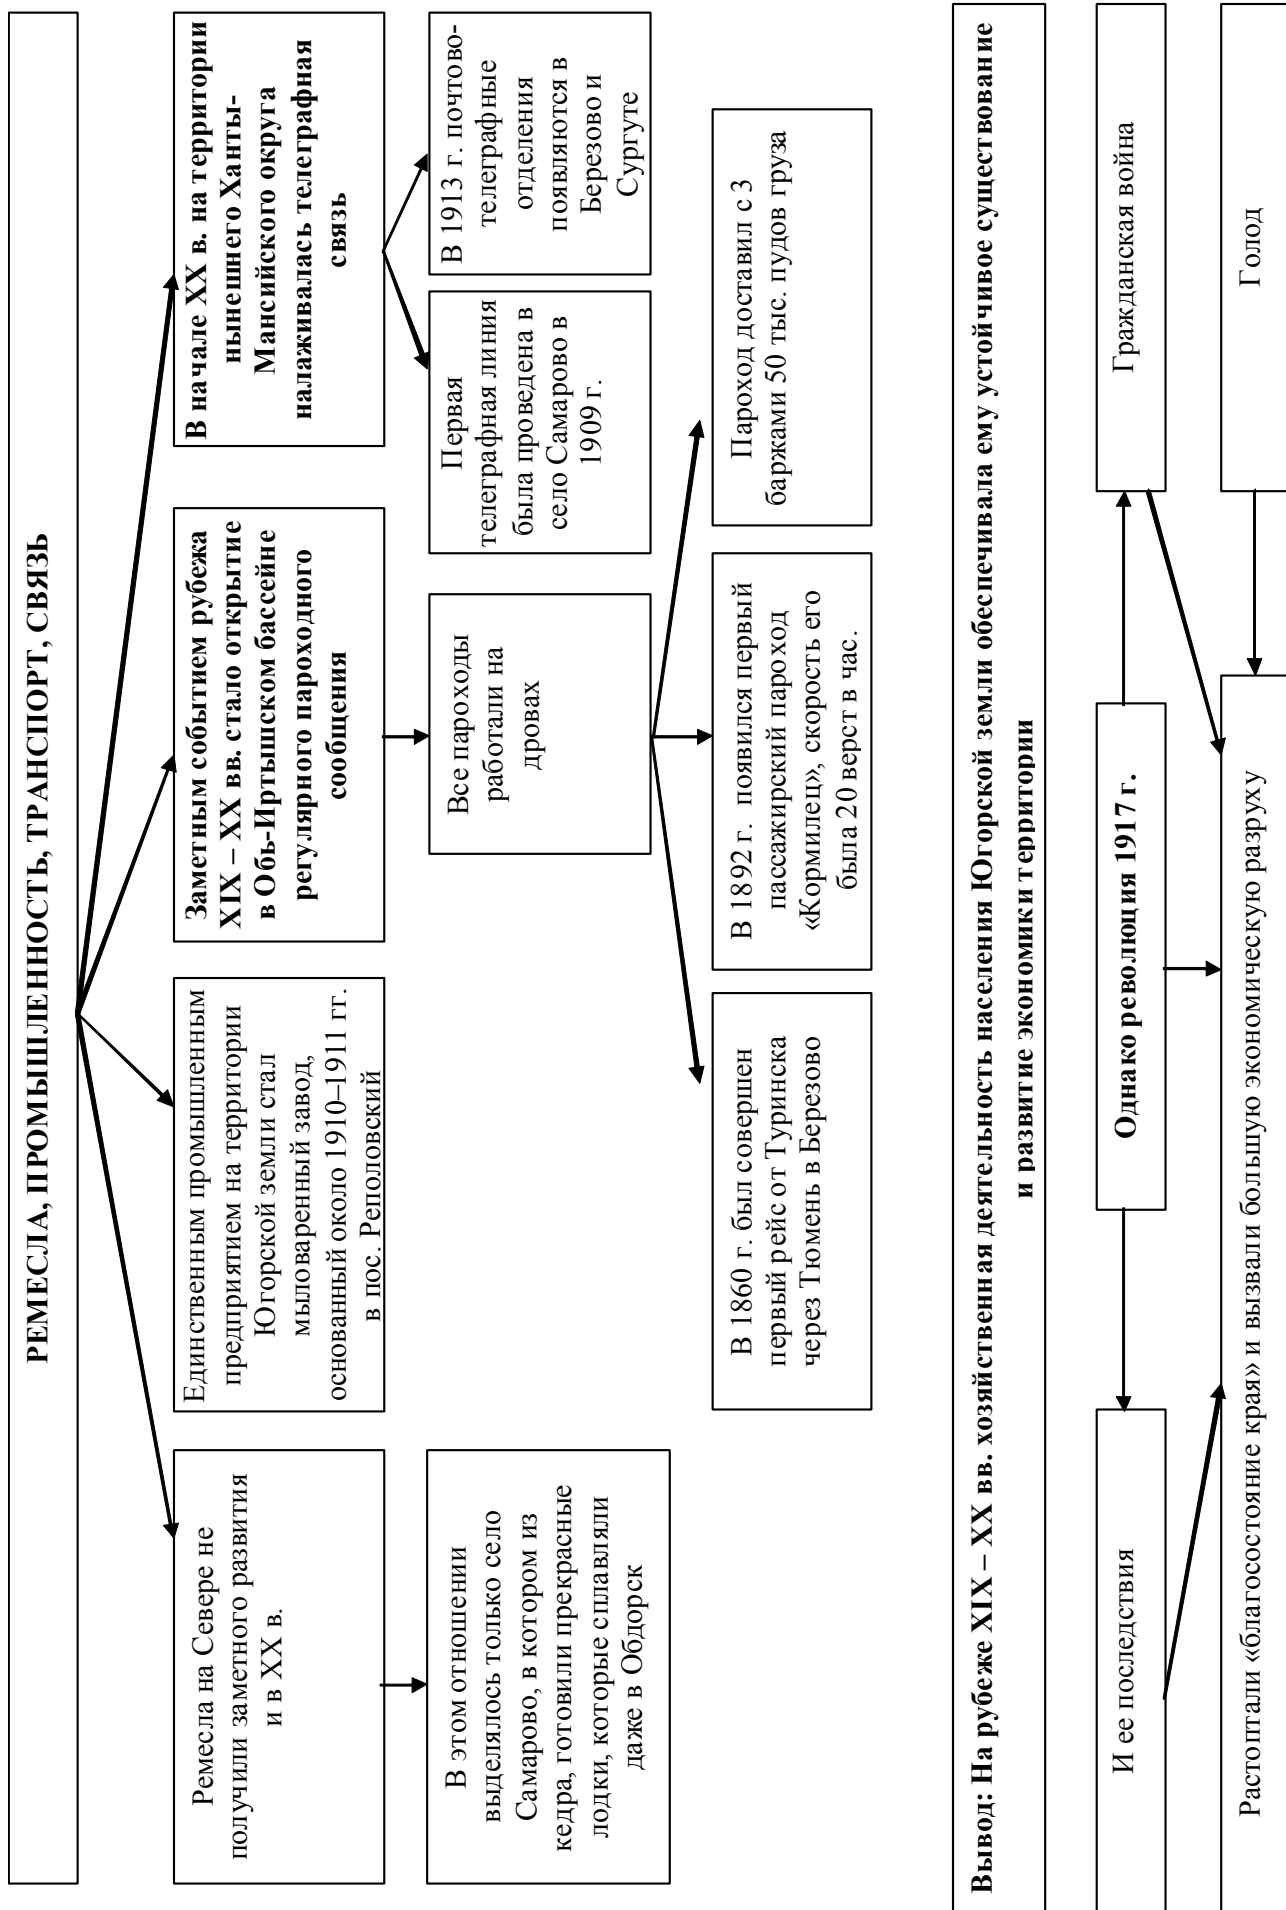 РЕМЕСЛА, ПРОМЫШЛЕННОСТЬ, ТРАНСПОРТ, СВЯЗЬ
Ремесла на Севере не
получили заметного развития
и в XX в.
Единственным промышленным
предприятием на территории
Югорской земли стал
мыловаренный завод,
основанный около 1910–1911 гг.
в пос. Реполовский
Заметным событием рубежа
XIX – XX вв. стало открытие
в Обь-Иртышском бассейне
регулярного пароходного
сообщения
В начале XX в. на территории
нынешнего Ханты-
Мансийского округа
налаживалась телеграфная
связь
В этом отношении
выделялось только село
Самарово, в котором из
кедра, готовили прекрасные
лодки, которые сплавляли
даже в Обдорск
Все пароходы
работали на
дровах
Первая
телеграфная линия
была проведена в
село Самарово в
1909 г.
В 1913 г. почтово-
телеграфные
отделения
появляются в
Березово и
Сургуте
В 1860 г. был совершен
первый рейс от Туринска
через Тюмень в Березово
В 1892 г. появился первый
пассажирский пароход
«Кормилец», скорость его
была 20 верст в час.
Пароход доставил с 3
баржами 50 тыс. пудов груза
Вывод: На рубеже XIX – XX вв. хозяйственная деятельность населения Югорской земли обеспечивала ему устойчивое существование
и развитие экономики территории
И ее последствия
Однако революция 1917 г.
Гражданская война
Растоптали «благосостояние края» и вызвали большую экономическую разруху
Голод